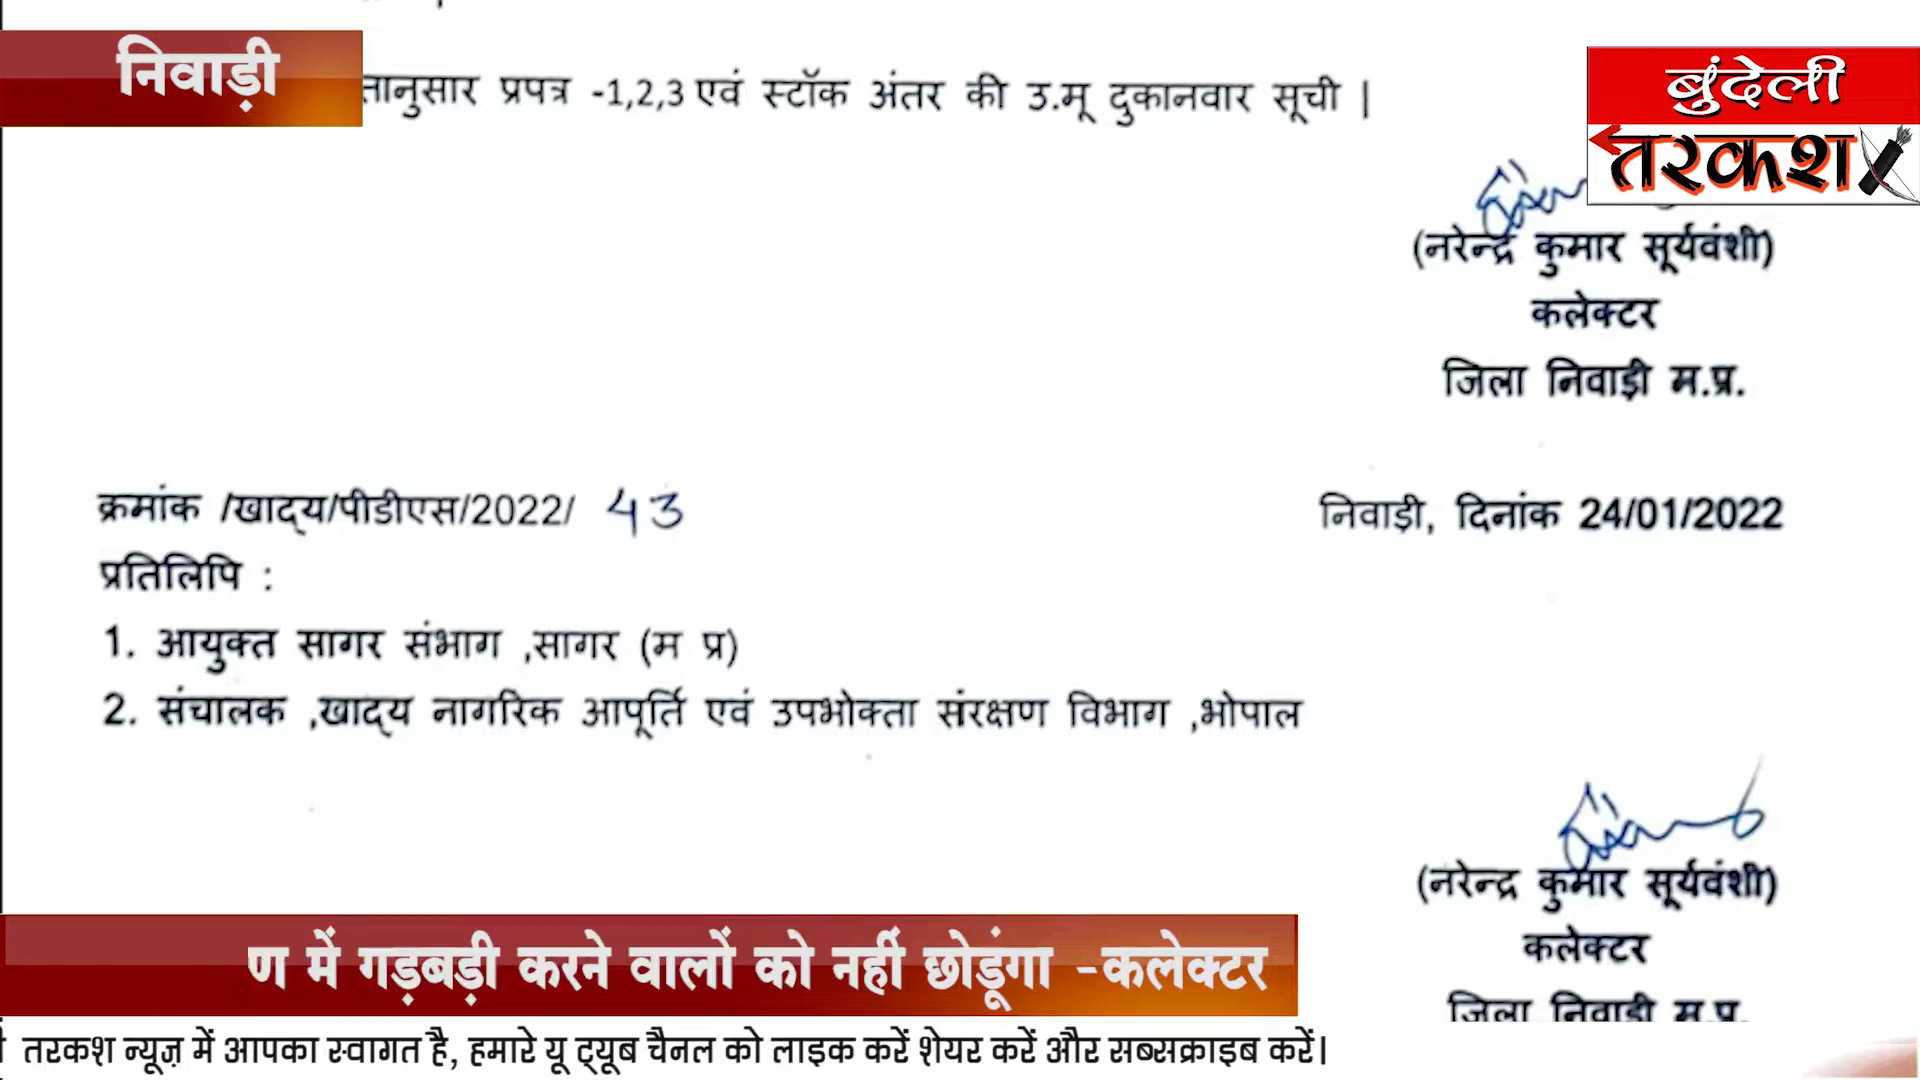 निवाड़ी
तानुसार प्रपत्र -1,2,3 एवं स्टॉक अंतर की उ.मू दुकानवार सूची |
बुंदेली
तरकश
(नरेन्द्र कुमार सूर्यवंशी)
कलेक्टर
जिला निवाड़ी म.प्र.
क्रमांक /खाद्य/पीडीएस/2022/ 43
निवाड़ी, दिनांक 24/01/2022
प्रतिलिपि :
1. आयुक्त सागर संभाग ,सागर (म प्र)
2. संचालक ,खाद्य नागरिक आपूर्ति एवं उपभोक्ता संरक्षण विभाग ,भोपाल
(नरेन्द्र कुमार सूर्यवंशी)
कलेक्टर
जिला निवाडी म.प्र.
ण में गड़बड़ी करने वालों को नहीं छोडूंगा -कलेक्टर
तरकश न्यूज़ में आपका स्वागत है, हमारे यू ट्यूब चैनल को लाइक करें शेयर करें और सब्सक्राइब करें।